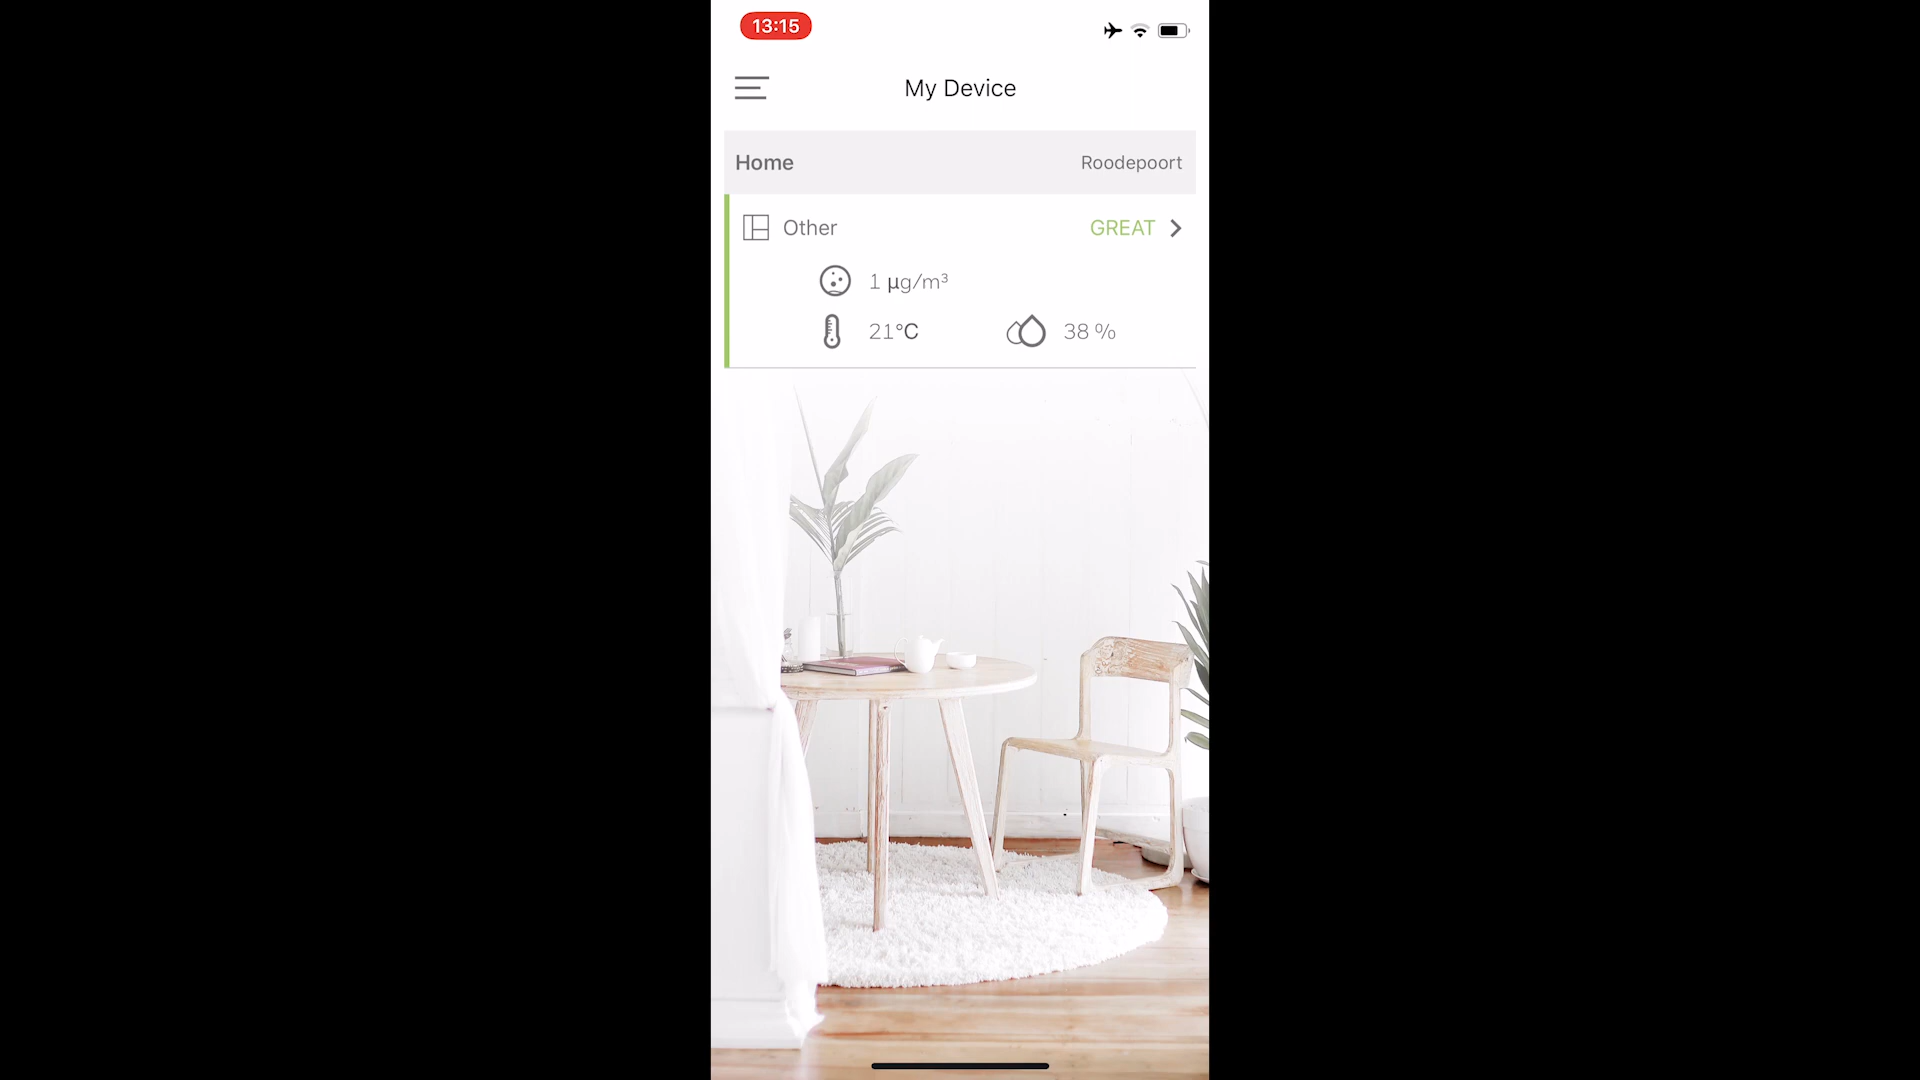 13:15
My Device
Home
Roodepoort
Other
GREAT
1 µg/m³
21°C
38 %